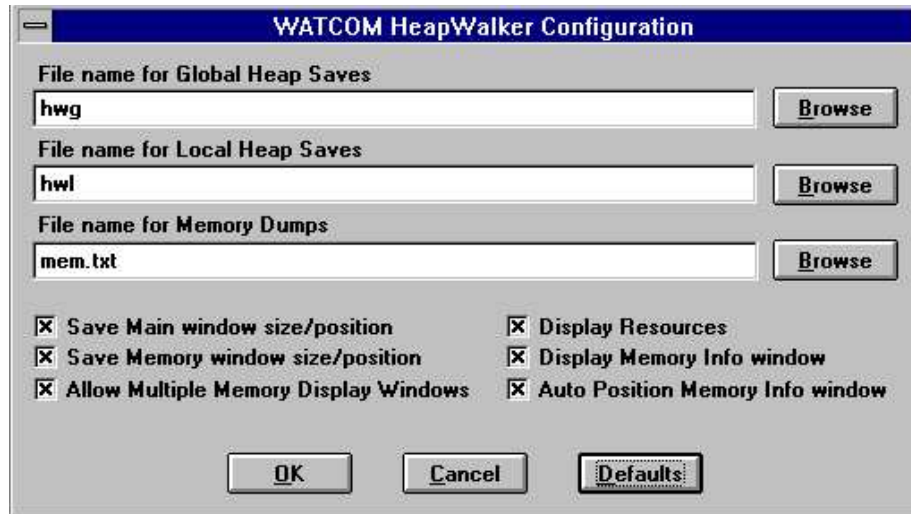 WATCOM HeapWalker Configuration
File name for Global Heap Saves
hwg
Browse
File name for Local Heap Saves
hwl
Browse
File name for Memory Dumps
mem.txt
Browse
Save Main window size/position
Display Resources
Save Memory window size/position
Display Memory Info window
Allow Multiple Memory Display Windows
Auto Position Memory Info window
OK
Cancel
Defaults